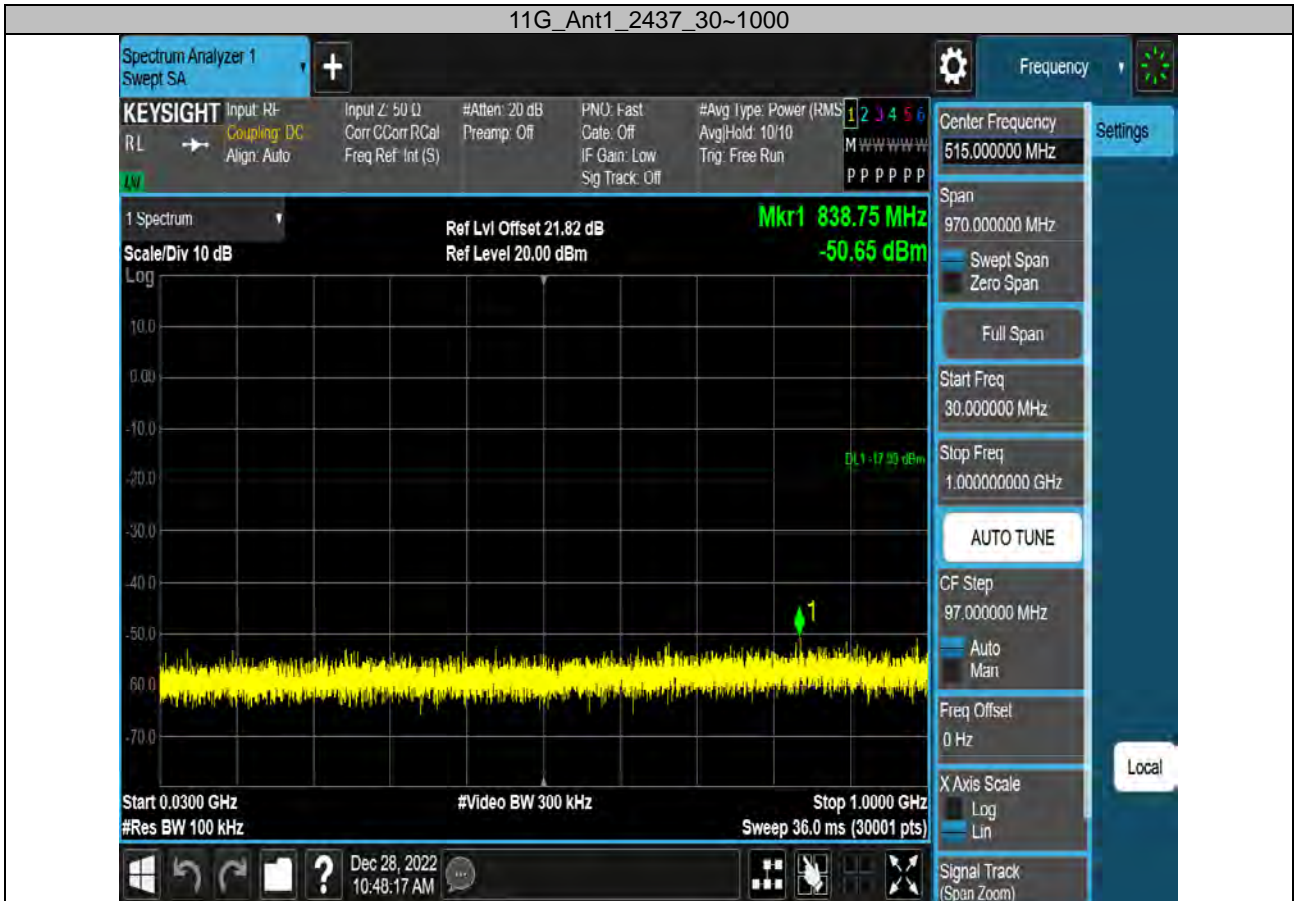 11G_Ant1_2437_30~1000
Spectrum Analyzer 1
Swept SA
Frequency
KEYSIGHT
RL
Input: RF
Coupling: DC
Align: Auto
Input Z: 50 Ω
Corr CCorr RCal
Freq Ref: Int (S)
#Atten: 20 dB
Preamp: Off
PNO: Fast
Gate: Off
IF Gain: Low
Sig Track: Off
#Avg Type: Power (RMS
Avg|Hold: 10/10
Trig: Free Run
1 2 3 4 5 6
M W W W W W
P P P P P P
1 Spectrum
Scale/Div 10 dB
Ref Lvl Offset 21.82 dB
Ref Level 20.00 dBm
Mkr1 838.75 MHz
-50.65 dBm
Log
10.0
0.00
-10.0
-20.0
-30.0
-40.0
-50.0
-60.0
-70.0
1
Start 0.0300 GHz
#Res BW 100 kHz
#Video BW 300 kHz
Stop 1.0000 GHz
Sweep 36.0 ms (30001 pts)
Dec 28, 2022
10:48:17 AM
Center Frequency
515.000000 MHz
Span
970.000000 MHz
Swept Span
Zero Span
Full Span
Start Freq
30.000000 MHz
Stop Freq
1.000000000 GHz
AUTO TUNE
CF Step
97.000000 MHz
Auto
Man
Freq Offset
0 Hz
X Axis Scale
Log
Lin
Signal Track
(Span Zoom)
Settings
Local